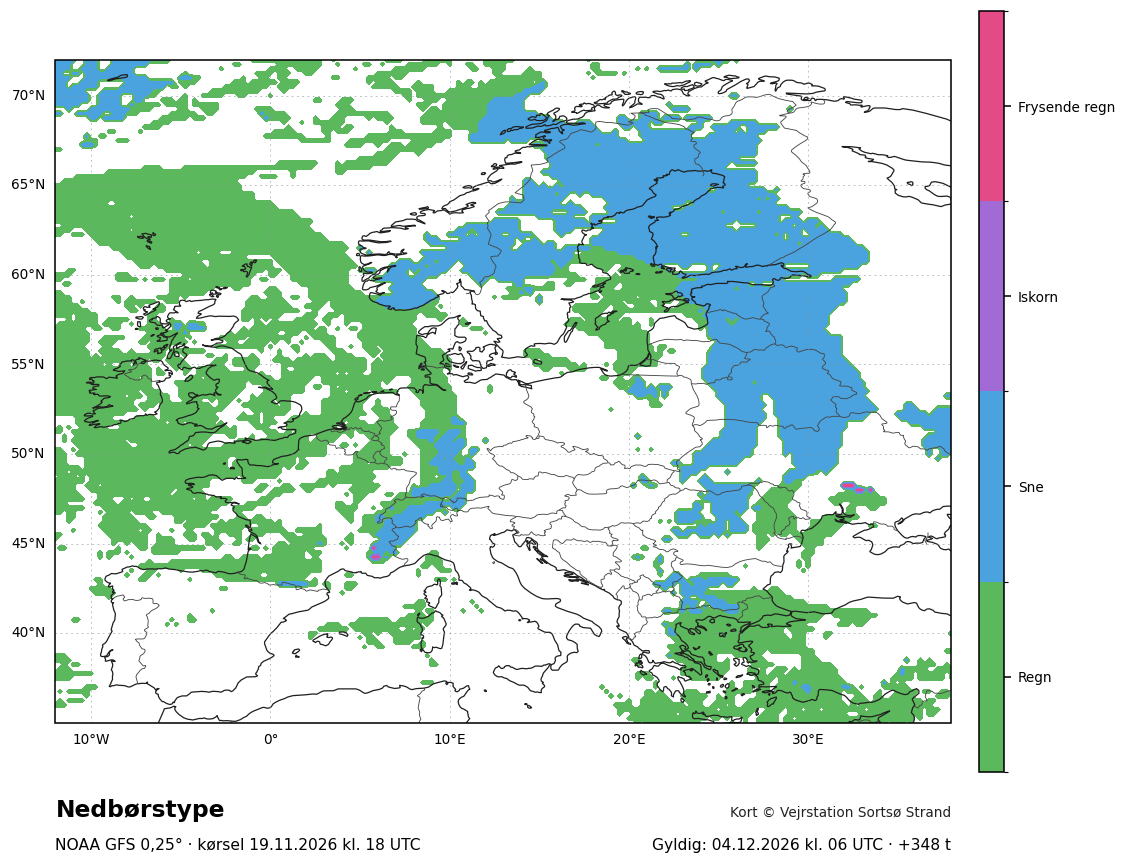 70°N
65°N
60°N
55°N
50°N
45°N
40°N
10°W
0°
10°E
20°E
30°E
Frysende regn
Iskorn
Sne
Regn
Nedbørstype
Kort © Vejrstation Sortsø Strand
NOAA GFS 0,25° · kørsel 19.11.2026 kl. 18 UTC
Gyldig: 04.12.2026 kl. 06 UTC · +348 t